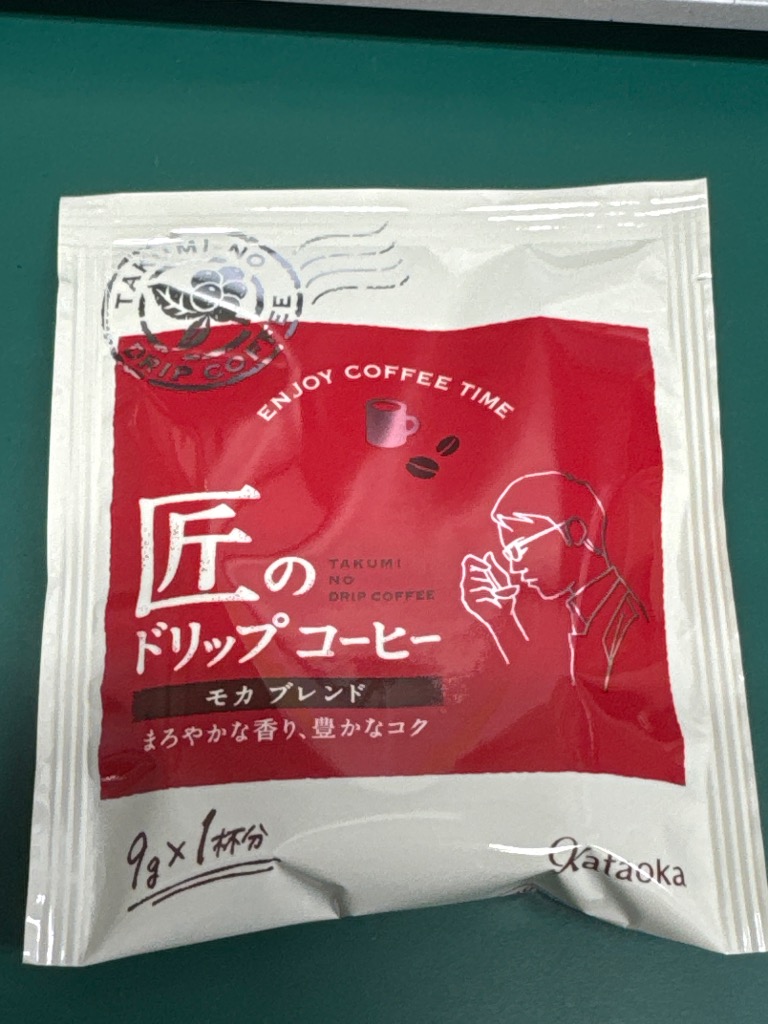 TAKUMI NO
DRIP COFFEE
ENJOY COFFEE TIME
匠の
TAKUMI
NO
DRIP COFFEE
ドリップ コーヒー
モカ ブレンド
まろやかな香り、豊かなコク
9g×1杯分
Kataoka